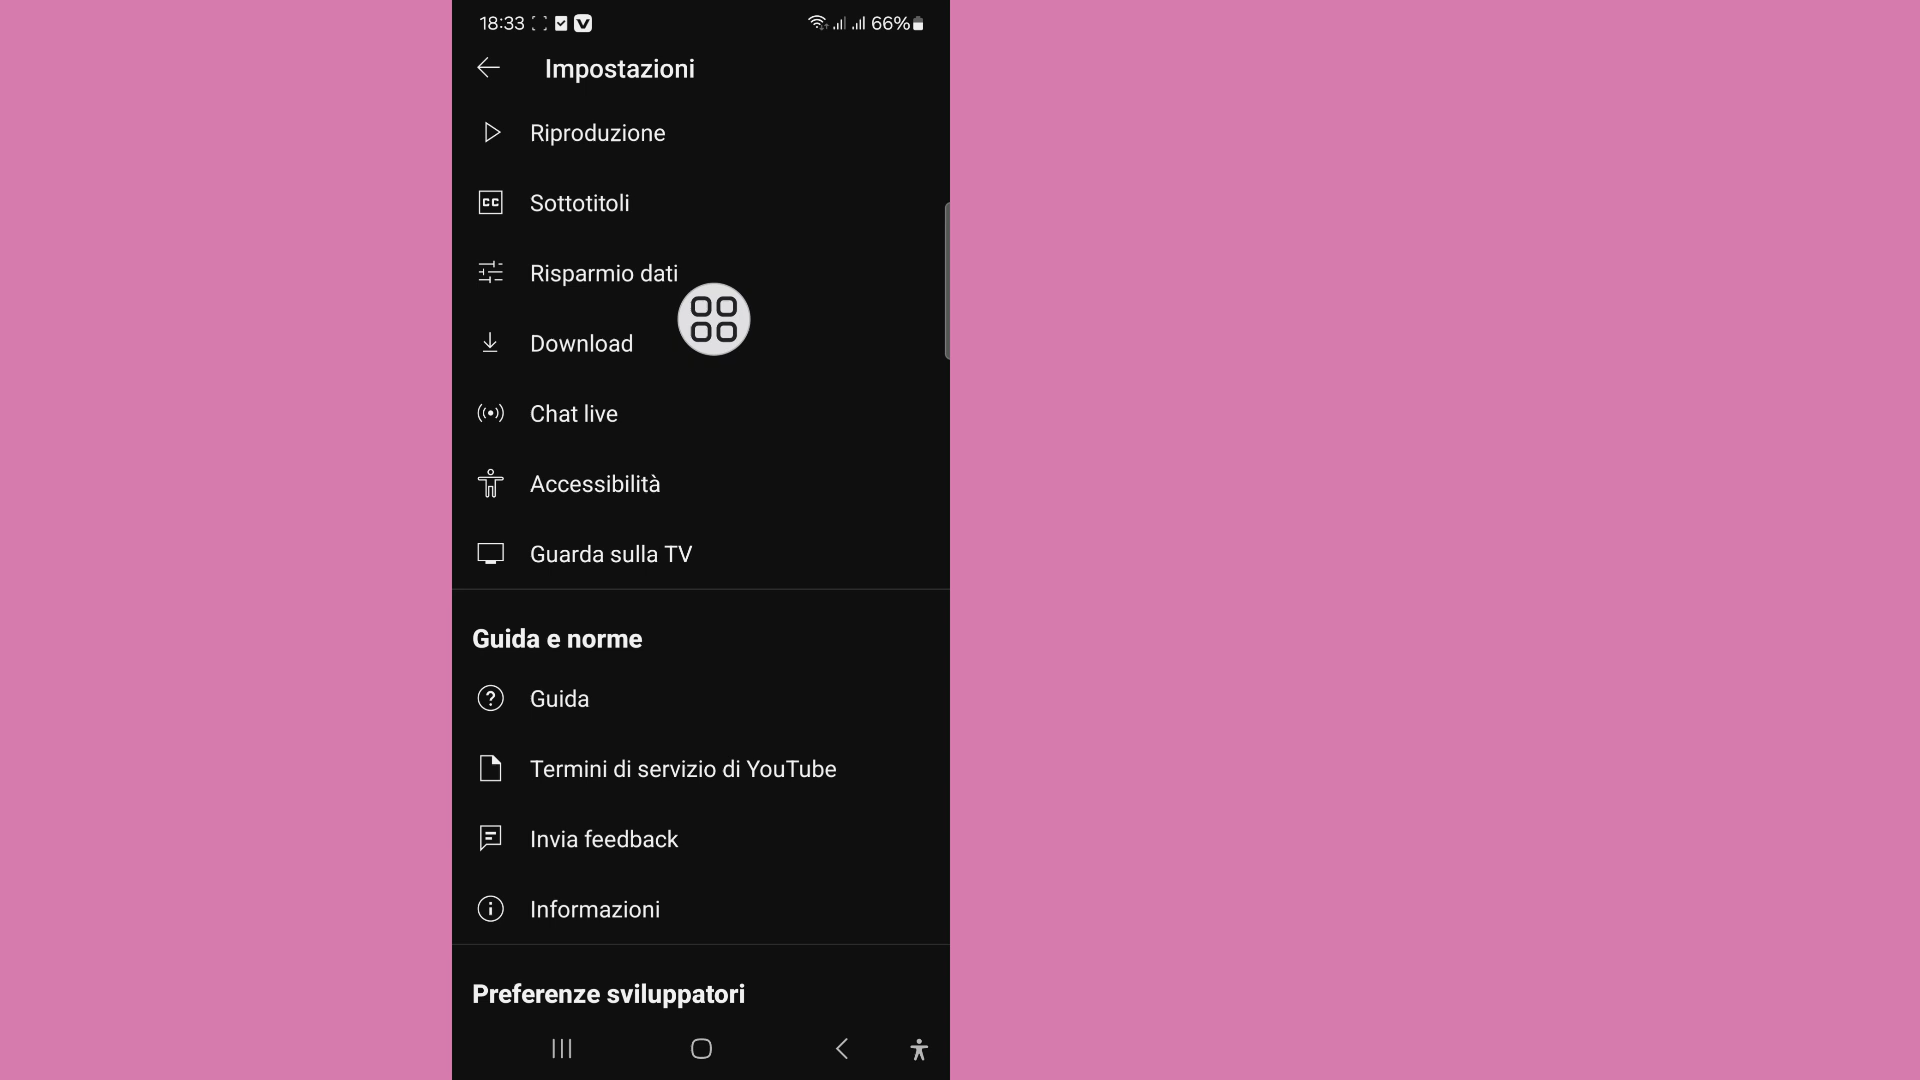 18:33 66%
Impostazioni
Riproduzione
Sottotitoli
Risparmio dati
Download
Chat live
Accessibilità
Guarda sulla TV
Guida e norme
Guida
Termini di servizio di YouTube
Invia feedback
Informazioni
Preferenze sviluppatori